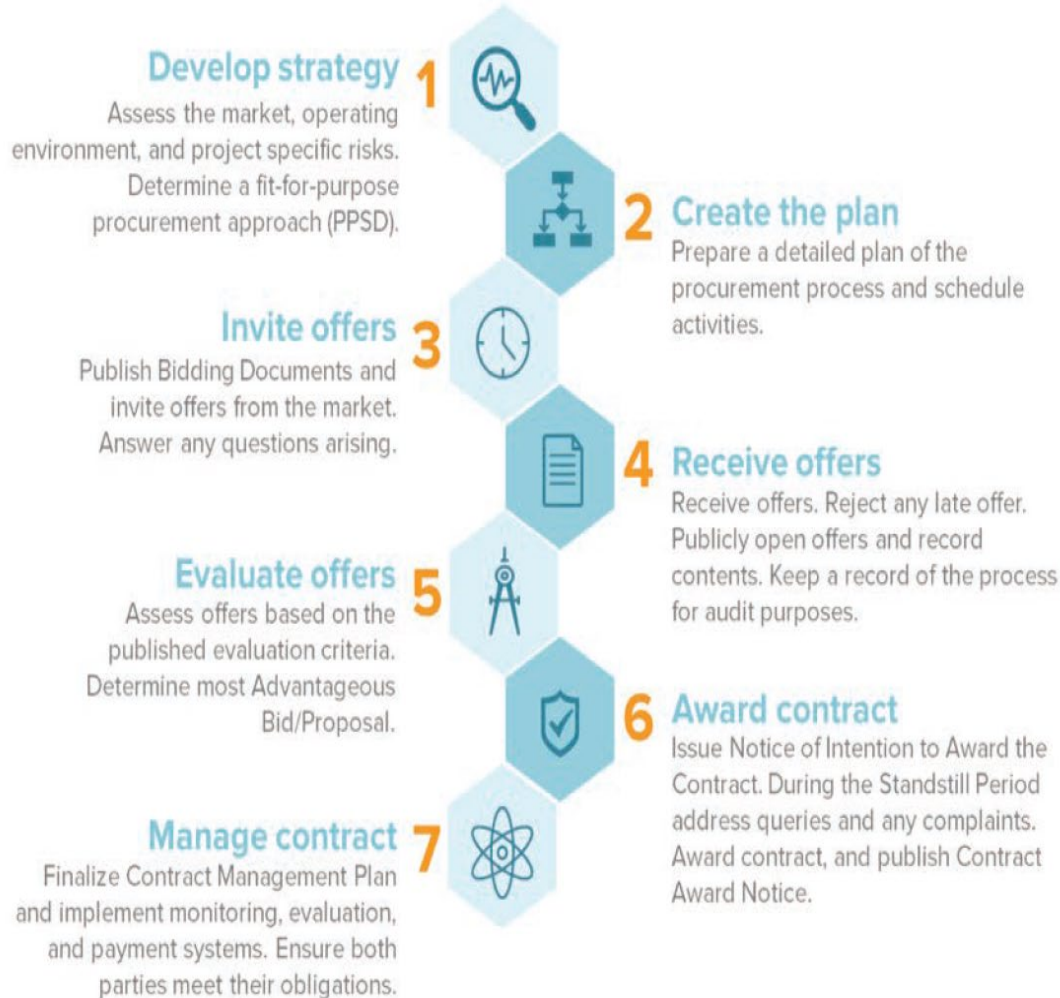 Develop strategy 1
Assess the market, operating
environment, and project specific risks.
Determine a fit-for-purpose
procurement approach (PPSD).
2 Create the plan
Prepare a detailed plan of the
procurement process and schedule
activities.
Invite offers 3
Publish Bidding Documents and
invite offers from the market.
Answer any questions arising.
4 Receive offers
Receive offers. Reject any late offer.
Publicly open offers and record
contents. Keep a record of the process
for audit purposes.
Evaluate offers 5
Assess offers based on the
published evaluation criteria.
Determine most Advantageous
Bid/Proposal.
6 Award contract
Issue Notice of Intention to Award the
Contract. During the Standstill Period
address queries and any complaints.
Award contract, and publish Contract
Award Notice.
Manage contract 7
Finalize Contract Management Plan
and implement monitoring, evaluation,
and payment systems. Ensure both
parties meet their obligations.